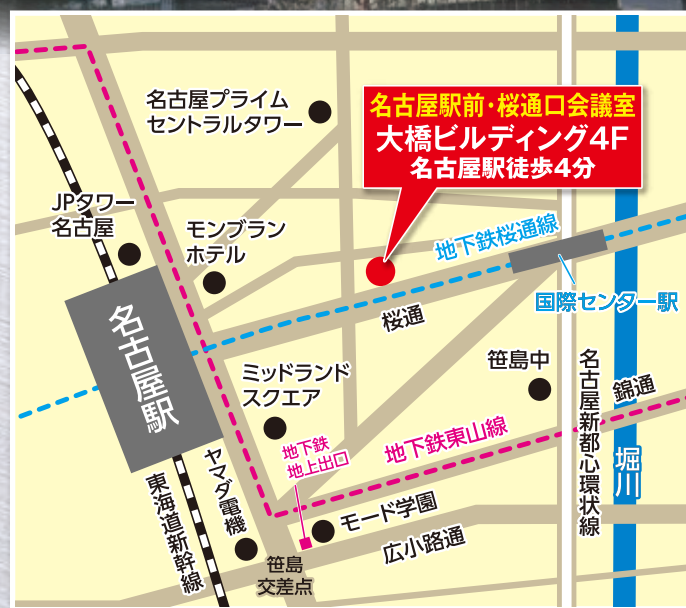 名古屋プライム
セントラルタワー
名古屋駅前・桜通口会議室
大橋ビルディング4F
名古屋駅徒歩4分
JPタワー
名古屋
モンブラン
ホテル
地下鉄桜通線
国際センター駅
桜通
名古屋駅
ミッドランド
スクエア
笹島中
名古屋新都心環状線
錦通
地下鉄
地上出口
地下鉄東山線
堀川
東海道新幹線
ヤマダ電機
モード学園
広小路通
笹島
交差点